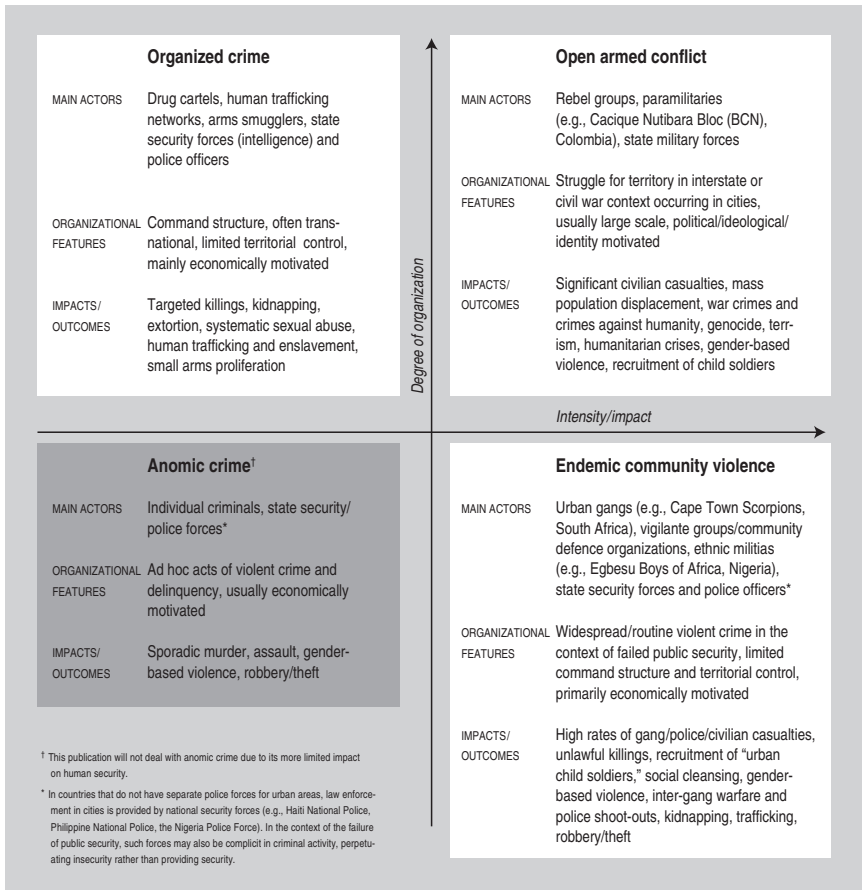 Organized crime
MAIN ACTORS Drug cartels, human trafficking
networks, arms smugglers, state
security forces (intelligence) and
police officers
ORGANIZATIONAL Command structure, often trans-
FEATURES national, limited territorial control,
mainly economically motivated
IMPACTS/ Targeted killings, kidnapping,
OUTCOMES extortion, systematic sexual abuse,
human trafficking and enslavement,
small arms proliferation
Degree of organization
Open armed conflict
MAIN ACTORS Rebel groups, paramilitaries
(e.g., Cacique Nutibara Bloc (BCN),
Colombia), state military forces
ORGANIZATIONAL Struggle for territory in interstate or
FEATURES civil war context occurring in cities,
usually large scale, political/ideological/
identity motivated
IMPACTS/ Significant civilian casualties, mass
OUTCOMES population displacement, war crimes and
crimes against humanity, genocide, terr-
ism, humanitarian crises, gender-based
violence, recruitment of child soldiers
Intensity/impact
Anomic crime†
MAIN ACTORS Individual criminals, state security/
police forces*
ORGANIZATIONAL Ad hoc acts of violent crime and
FEATURES delinquency, usually economically
motivated
IMPACTS/ Sporadic murder, assault, gender-
OUTCOMES based violence, robbery/theft
Endemic community violence
MAIN ACTORS Urban gangs (e.g., Cape Town Scorpions,
South Africa), vigilante groups/community
defence organizations, ethnic militias
(e.g., Egbesu Boys of Africa, Nigeria),
state security forces and police officers*
ORGANIZATIONAL Widespread/routine violent crime in the
FEATURES context of failed public security, limited
command structure and territorial control,
primarily economically motivated
IMPACTS/ High rates of gang/police/civilian casualties,
OUTCOMES unlawful killings, recruitment of “urban
child soldiers,” social cleansing, gender-
based violence, inter-gang warfare and
police shoot-outs, kidnapping, trafficking,
robbery/theft
† This publication will not deal with anomic crime due to its more limited impact
on human security.
* In countries that do not have separate police forces for urban areas, law enforce-
ment in cities is provided by national security forces (e.g., Haiti National Police,
Philippine National Police, the Nigeria Police Force). In the context of the failure
of public security, such forces may also be complicit in criminal activity, perpetu-
ating insecurity rather than providing security.